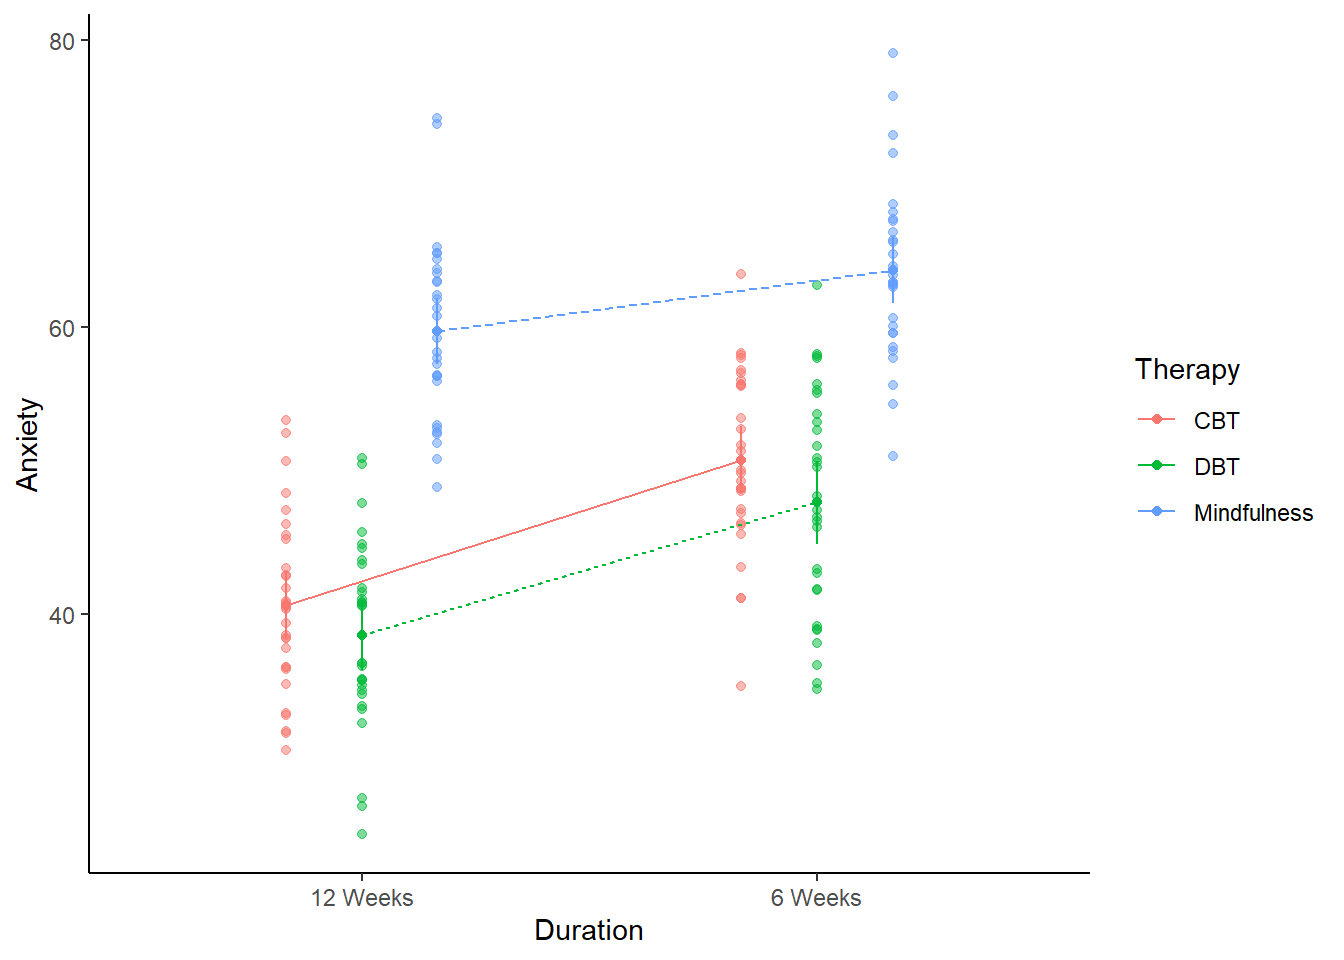 80
60
40
Anxiety
12 Weeks
6 Weeks
Duration
Therapy
CBT
DBT
Mindfulness